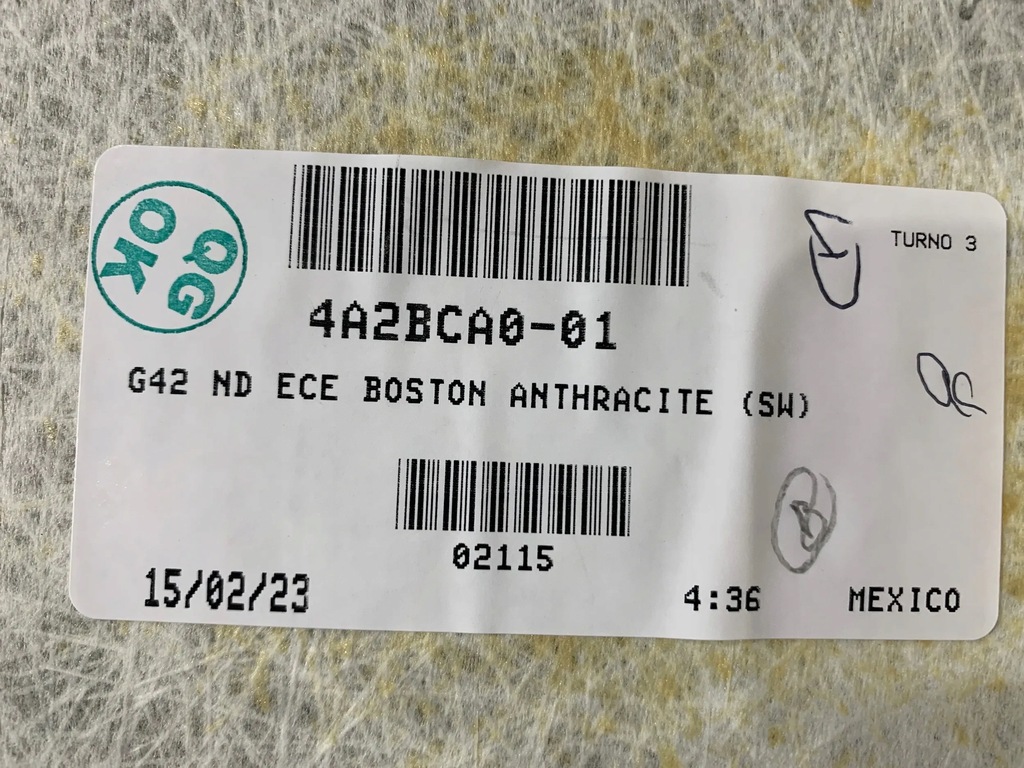 TURNO 3
QG
OK
4A2BCA0-01
G42 ND ECE BOSTON ANTHRACITE (SW)
02115
15/02/23 4:36 MEXICO